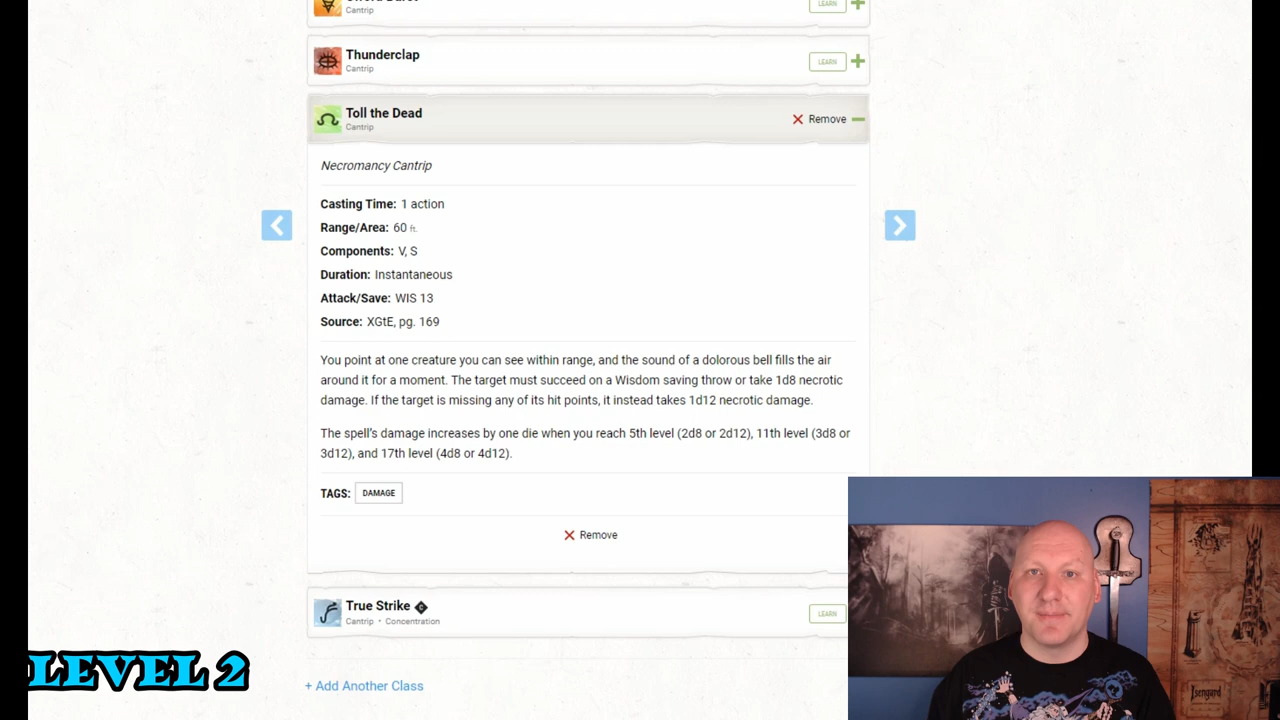 Cantrip
LEARN
Thunderclap
Cantrip
LEARN
Toll the Dead
Cantrip
Remove
Necromancy Cantrip
Casting Time: 1 action
Range/Area: 60 ft.
Components: V, S
Duration: Instantaneous
Attack/Save: WIS 13
Source: XGtE, pg. 169
You point at one creature you can see within range, and the sound of a dolorous bell fills the air
around it for a moment. The target must succeed on a Wisdom saving throw or take 1d8 necrotic
damage. If the target is missing any of its hit points, it instead takes 1d12 necrotic damage.
The spell's damage increases by one die when you reach 5th level (2d8 or 2d12), 11th level (3d8 or
3d12), and 17th level (4d8 or 4d12).
TAGS: DAMAGE
Remove
True Strike
Cantrip • Concentration
LEARN
LEVEL 2
+ Add Another Class
Isengard